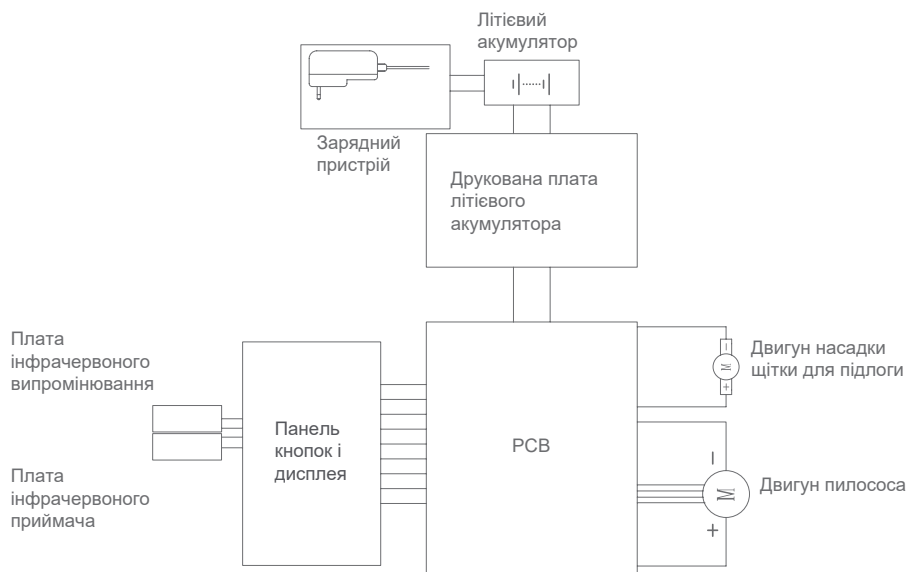 Літієвий
акумулятор
Зарядний
пристрій
Друкована плата
літієвого
акумулятора
Плата
інфрачервоного
випромінювання
Плата
інфрачервоного
приймача
Панель
кнопок і
дисплея
PCB
−
M
+
Двигун насадки
щітки для підлоги
−
M
+
Двигун пилососа